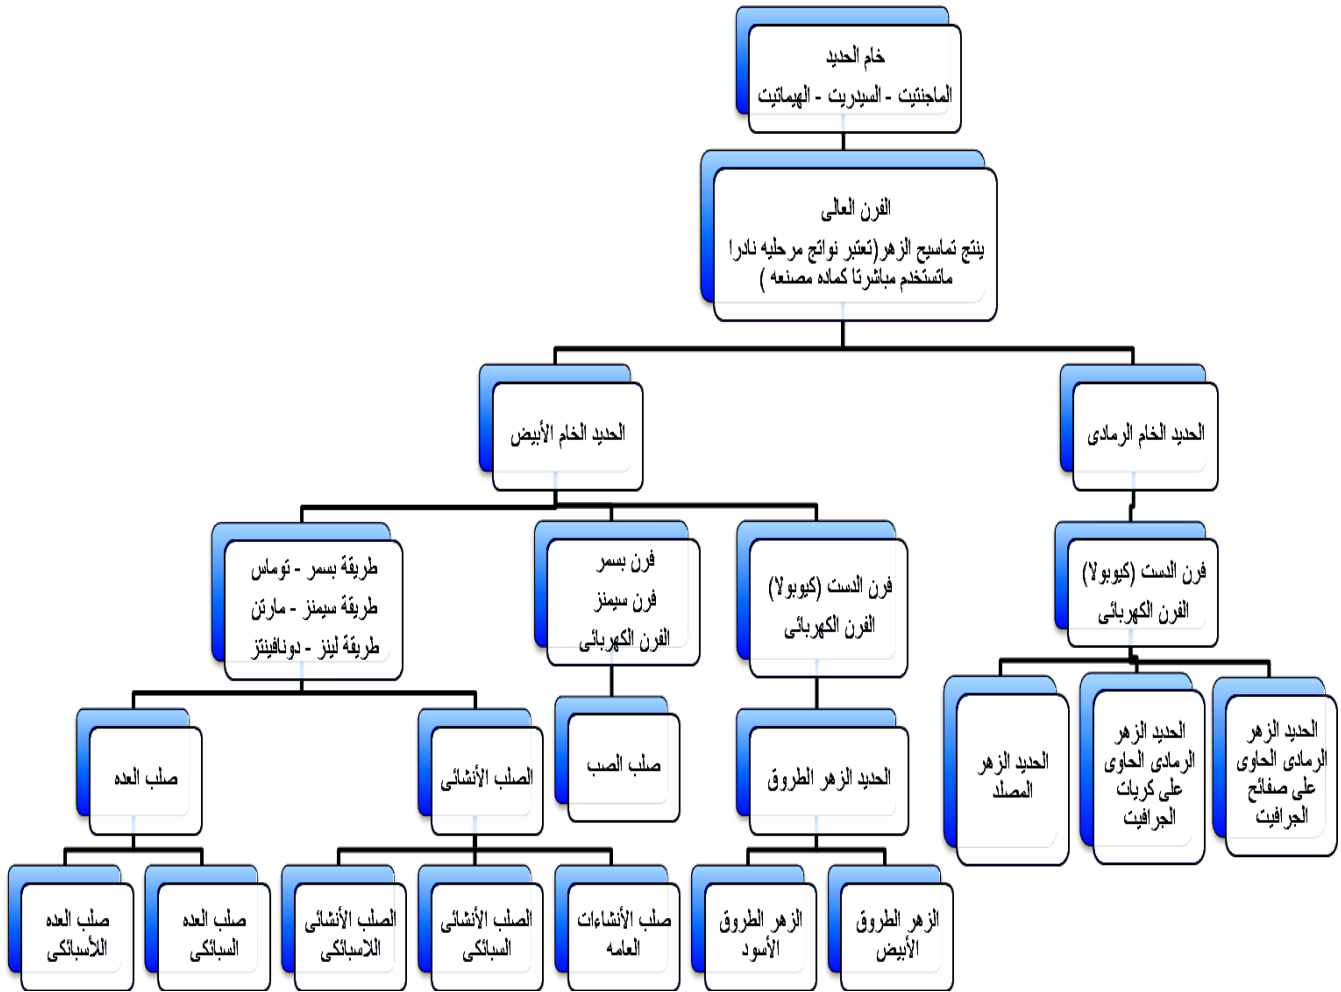 خام الحديد
الماجنتيت - السيدريت - الهيماتيت
الفرن العالى
ينتج تماسيح الزهر(تعتبر نواتج مرحليه نادرا
ماتستخدم مباشرتا كماده مصنعه )
الحديد الخام الرمادى
الحديد الخام الأبيض
فرن الدست (كيوبولا)
الفرن الكهربائى
فرن الدست (كيوبولا)
الفرن الكهربائى
فرن بسمر
فرن سيمنز
الفرن الكهربائى
طريقة بسمر - توماس
طريقة سيمنز - مارتن
طريقة لينز - دونافينتز
الحديد الزهر
الرمادى الحاوى
على صفائح
الجرافيت
الحديد الزهر
الرمادى الحاوى
على كريات
الجرافيت
الحديد الزهر
المصلد
الحديد الزهر الطروق
صلب الصب
الصلب الأنشائى
صلب العده
الزهر الطروق
الأبيض
الزهر الطروق
الأسود
صلب الأنشاءات
العامه
الصلب الأنشائى
السبائكى
الصلب الأنشائى
اللاسبائكى
صلب العده
السبائكى
صلب العده
اللأسبائكى